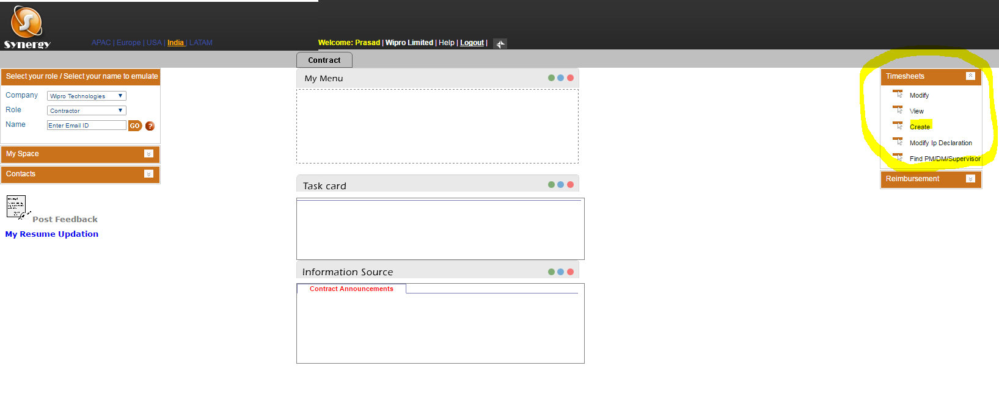 Synergy
APAC | Europe | USA | India | LATAM
Welcome: Prasad | Wipro Limited | Help | Logout |
Contract
Select your role / Select your name to emulate
Company Wipro Technologies
Role Contractor
Name Enter Email ID GO ?
My Space
Contacts
Post Feedback
My Resume Updation
My Menu
Task card
Information Source
Contract Announcements
Timesheets
Modify
View
Create
Modify Ip Declaration
Find PM/DM/Supervisor
Reimbursement